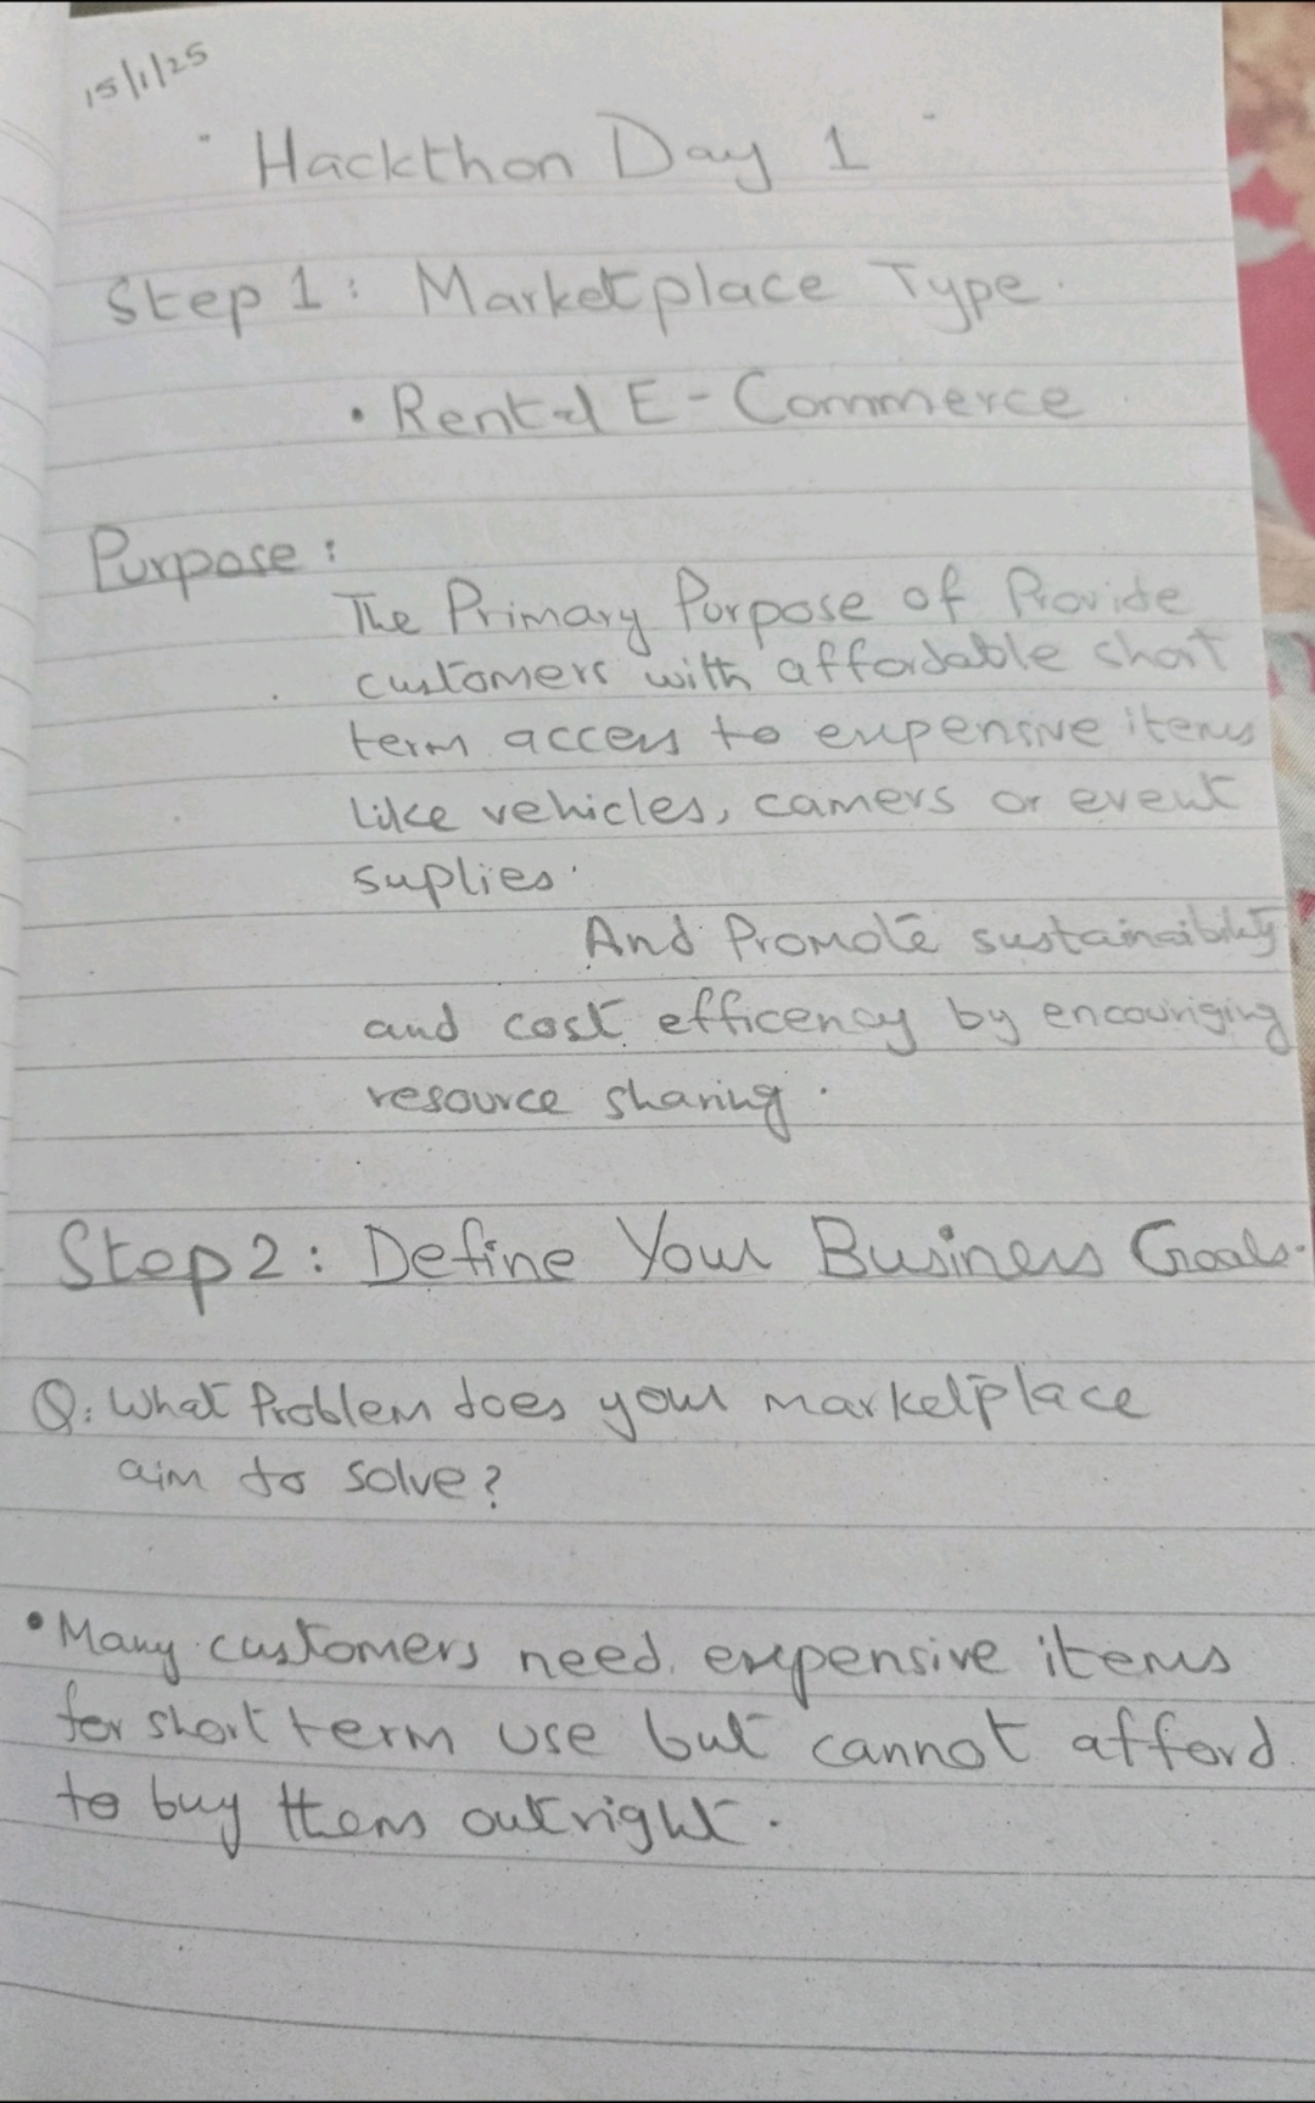 15/1/25
"Hackthon Day 1"
Step 1: Marketplace Type.
• Rental E-Commerce
Purpose:
The Primary Purpose of Provide
customers with affordable short
term access to expensive items
like vehicles, camers or event
suplies.
And Promote sustainaibility
and cost efficency by encouriging
resource sharing.
Step 2: Define Your Business Goals.
Q: What Problem does your marketplace
aim to solve?
• Many customers need expensive items
for short term use but cannot afford
to buy them outright.